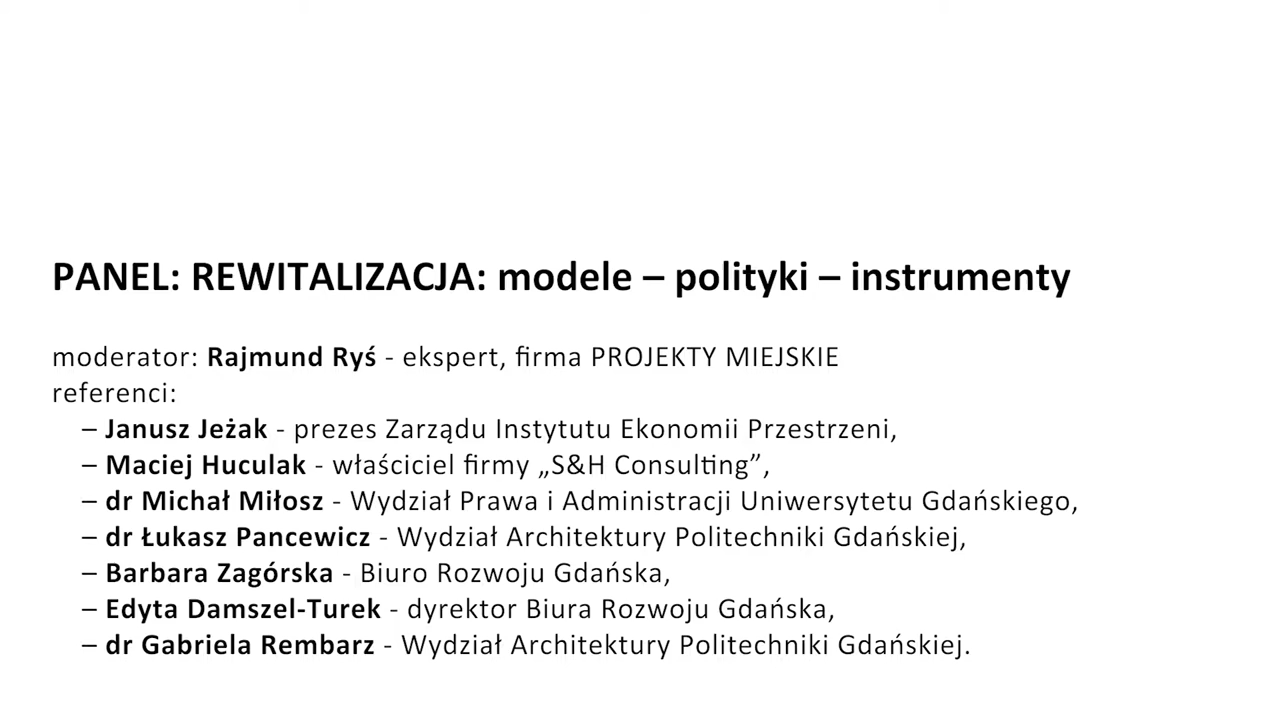 PANEL: REWITALIZACJA: modele – polityki – instrumenty
moderator: Rajmund Ryś - ekspert, firma PROJEKTY MIEJSKIE
referenci:
– Janusz Jeżak - prezes Zarządu Instytutu Ekonomii Przestrzeni,
– Maciej Huculak - właściciel firmy „S&H Consulting”,
– dr Michał Miłosz - Wydział Prawa i Administracji Uniwersytetu Gdańskiego,
– dr Łukasz Pancewicz - Wydział Architektury Politechniki Gdańskiej,
– Barbara Zagórska - Biuro Rozwoju Gdańska,
– Edyta Damszel-Turek - dyrektor Biura Rozwoju Gdańska,
– dr Gabriela Rembarz - Wydział Architektury Politechniki Gdańskiej.